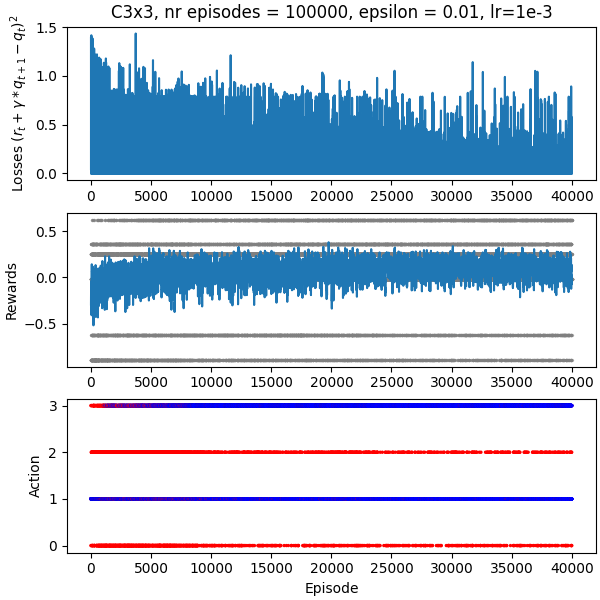 C3x3, nr episodes = 100000, epsilon = 0.01, lr=1e-3
Losses $(r_t + \gamma * q_{t+1} - q_t)^2$
1.5
1.0
0.5
0.0
0 5000 10000 15000 20000 25000 30000 35000 40000
Rewards
0.5
0.0
−0.5
0 5000 10000 15000 20000 25000 30000 35000 40000
Action
3
2
1
0
0 5000 10000 15000 20000 25000 30000 35000 40000
Episode